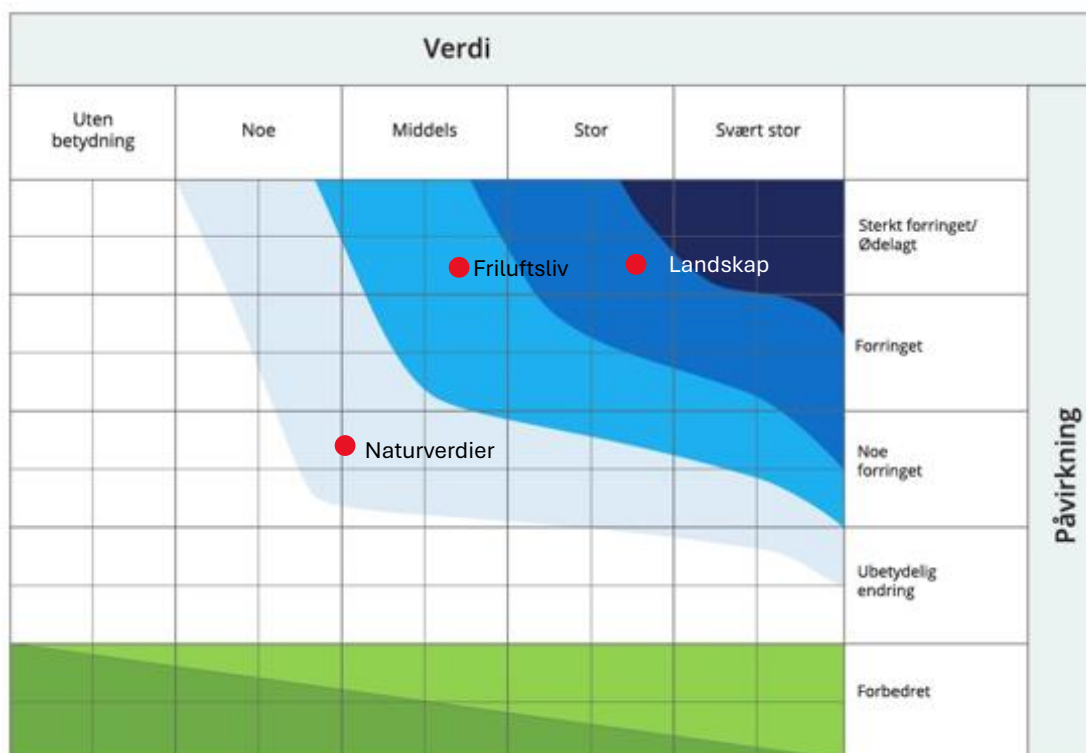 Verdi
Uten
betydning
Noe
Middels
Stor
Svært stor
Sterkt forringet/
Ødelagt
Friluftsliv
Landskap
Forringet
Naturverdier
Noe
forringet
Påvirkning
Ubetydelig
endring
Forbedret